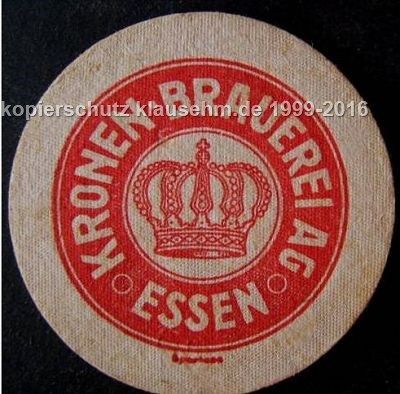 kopierschutz klausehm.de 1999-2016
KRONEN-BRAUEREI AG
ESSEN